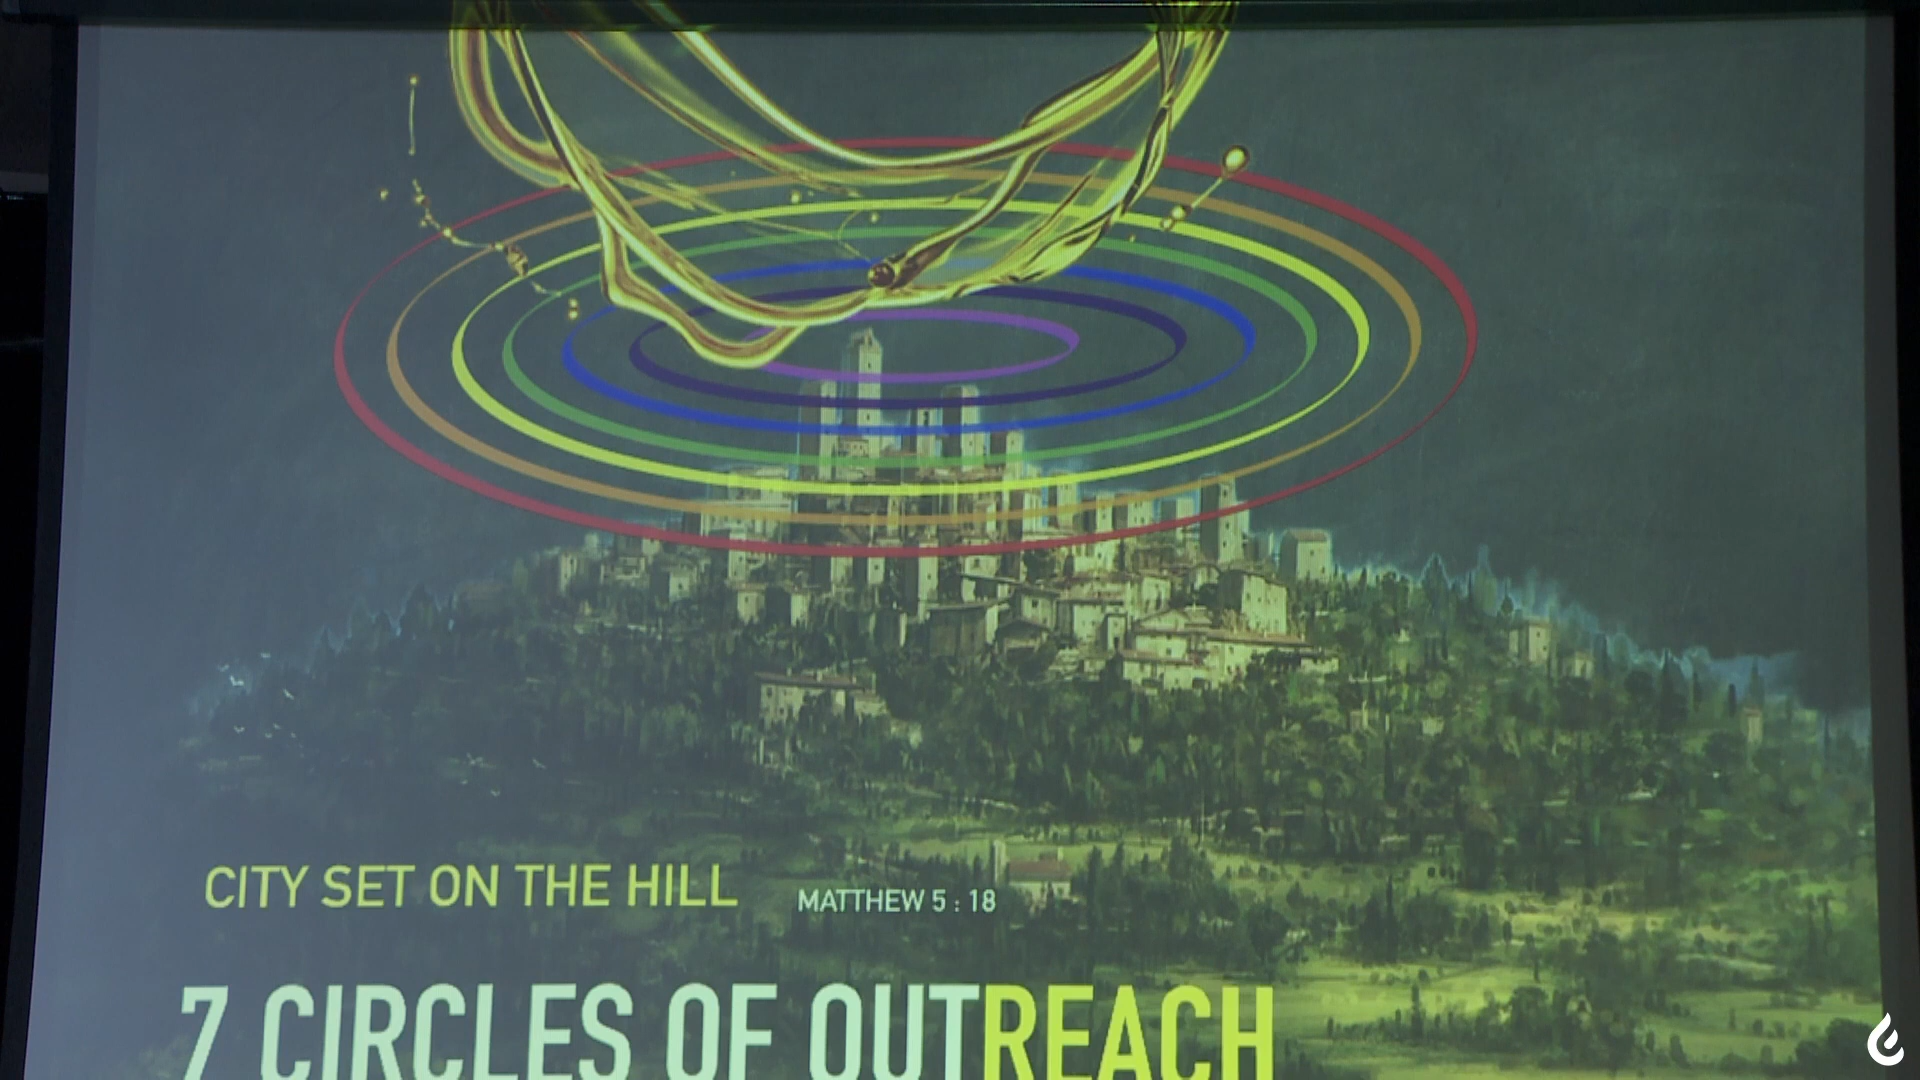 CITY SET ON THE HILL
MATTHEW 5 : 18
7 CIRCLES OF OUTREACH